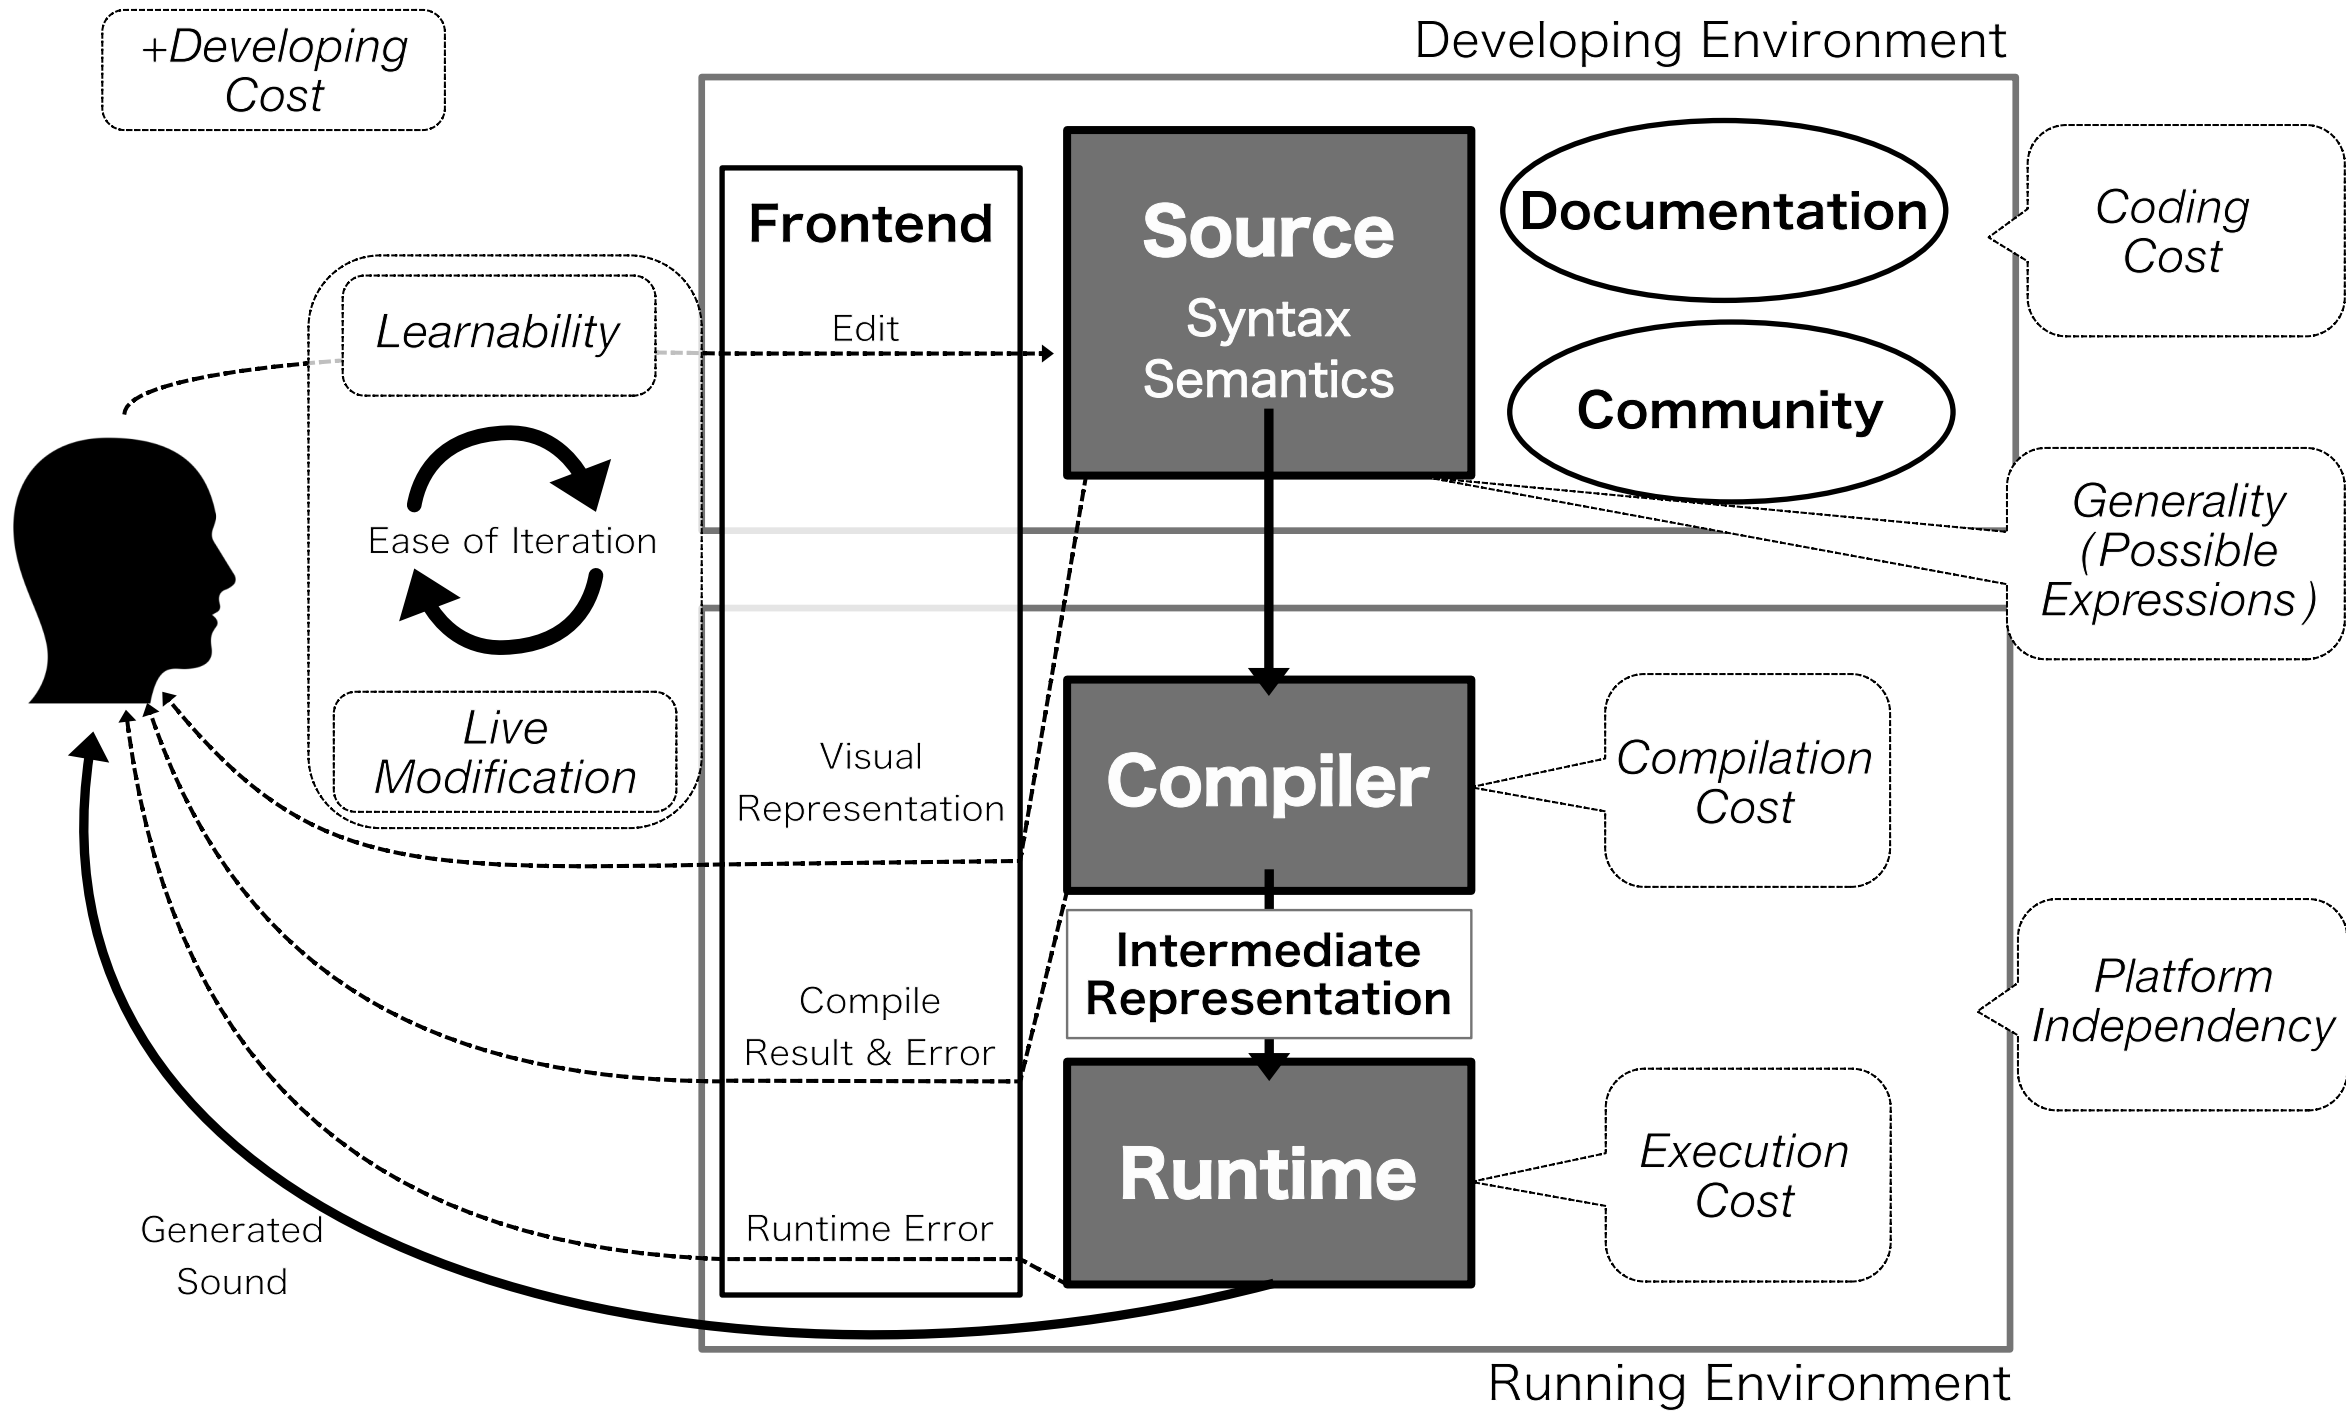 +Developing
Cost
Developing Environment
Frontend
Edit
Source
Syntax
Semantics
Documentation
Community
Coding
Cost
Learnability
Ease of Iteration
Live
Modification
Generality
(Possible
Expressions)
Visual
Representation
Compiler
Compilation
Cost
Compile
Result & Error
Intermediate
Representation
Platform
Independency
Runtime Error
Runtime
Execution
Cost
Generated
Sound
Running Environment